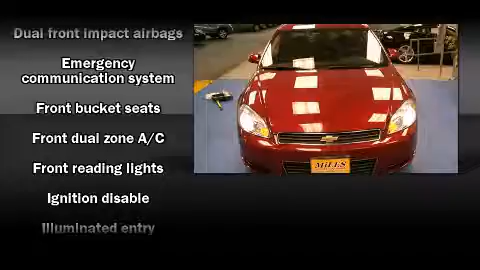 Dual front impact airbags
Emergency
communication system
Front bucket seats
Front dual zone A/C
Front reading lights
Ignition disable
Illuminated entry
MILLS